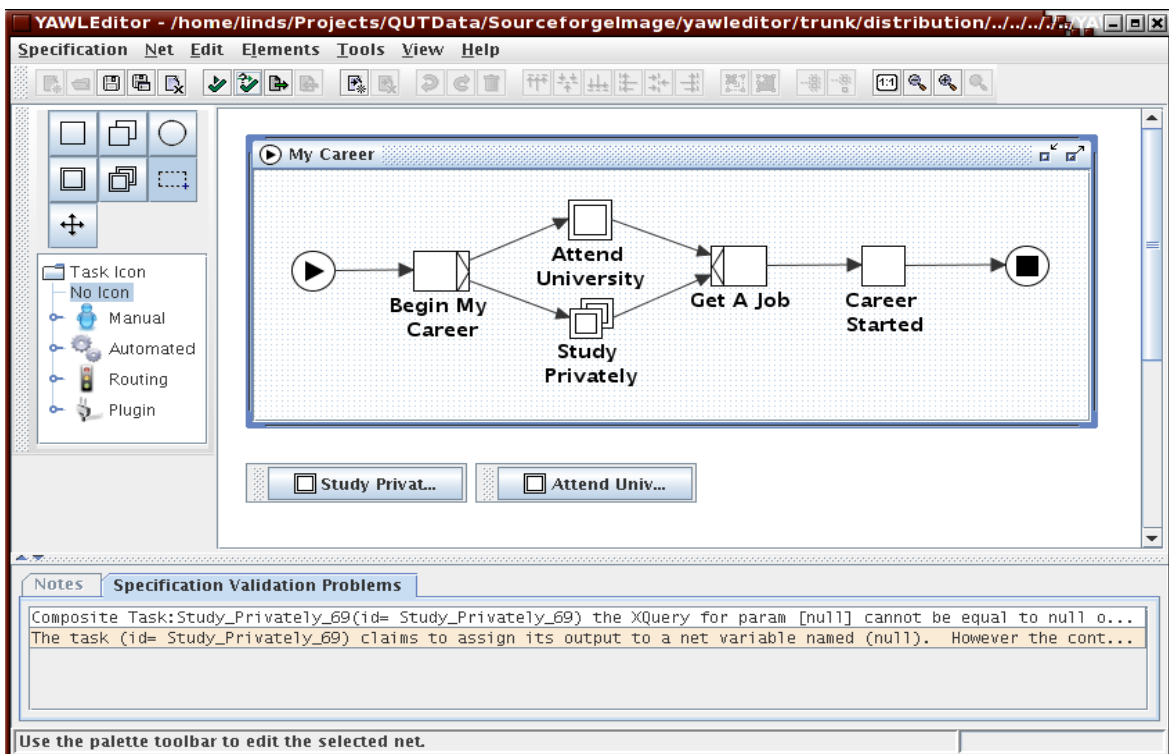 YAWLEditor - /home/linds/Projects/QUTData/SourceforgeImage/yawleditor/trunk/distribution/../../../../
Specification Net Edit Elements Tools View Help
1:1
Task Icon
No Icon
Manual
Automated
Routing
Plugin
My Career
Attend
University
Begin My
Career
Study
Privately
Get A Job
Career
Started
Study Privat...
Attend Univ...
Notes
Specification Validation Problems
Composite Task:Study_Privately_69(id= Study_Privately_69) the XQuery for param [null] cannot be equal to null o...
The task (id= Study_Privately_69) claims to assign its output to a net variable named (null).  However the cont...
Use the palette toolbar to edit the selected net.